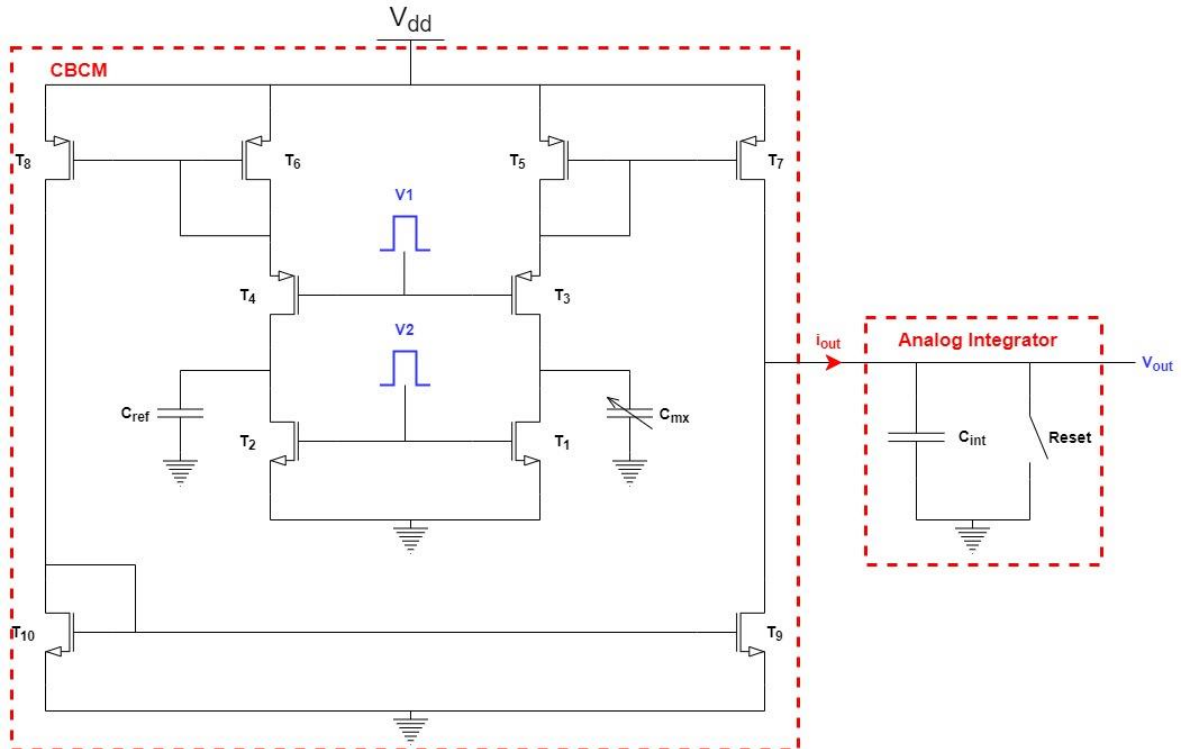 Vdd
CBCM
T8
T6
T5
T7
V1
T4
T3
V2
iout
Analog Integrator
Vout
Cref
Cmx
T2
T1
Cint
Reset
T10
T9